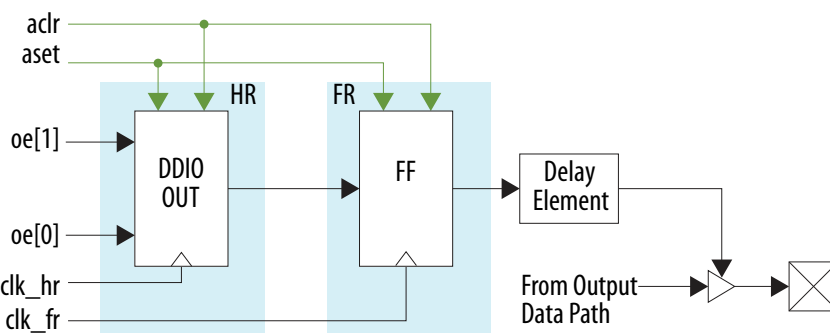 aclr
aset
HR
FR
oe[1]
DDIO
OUT
FF
Delay
Element
oe[0]
clk_hr
From Output
Data Path
clk_fr